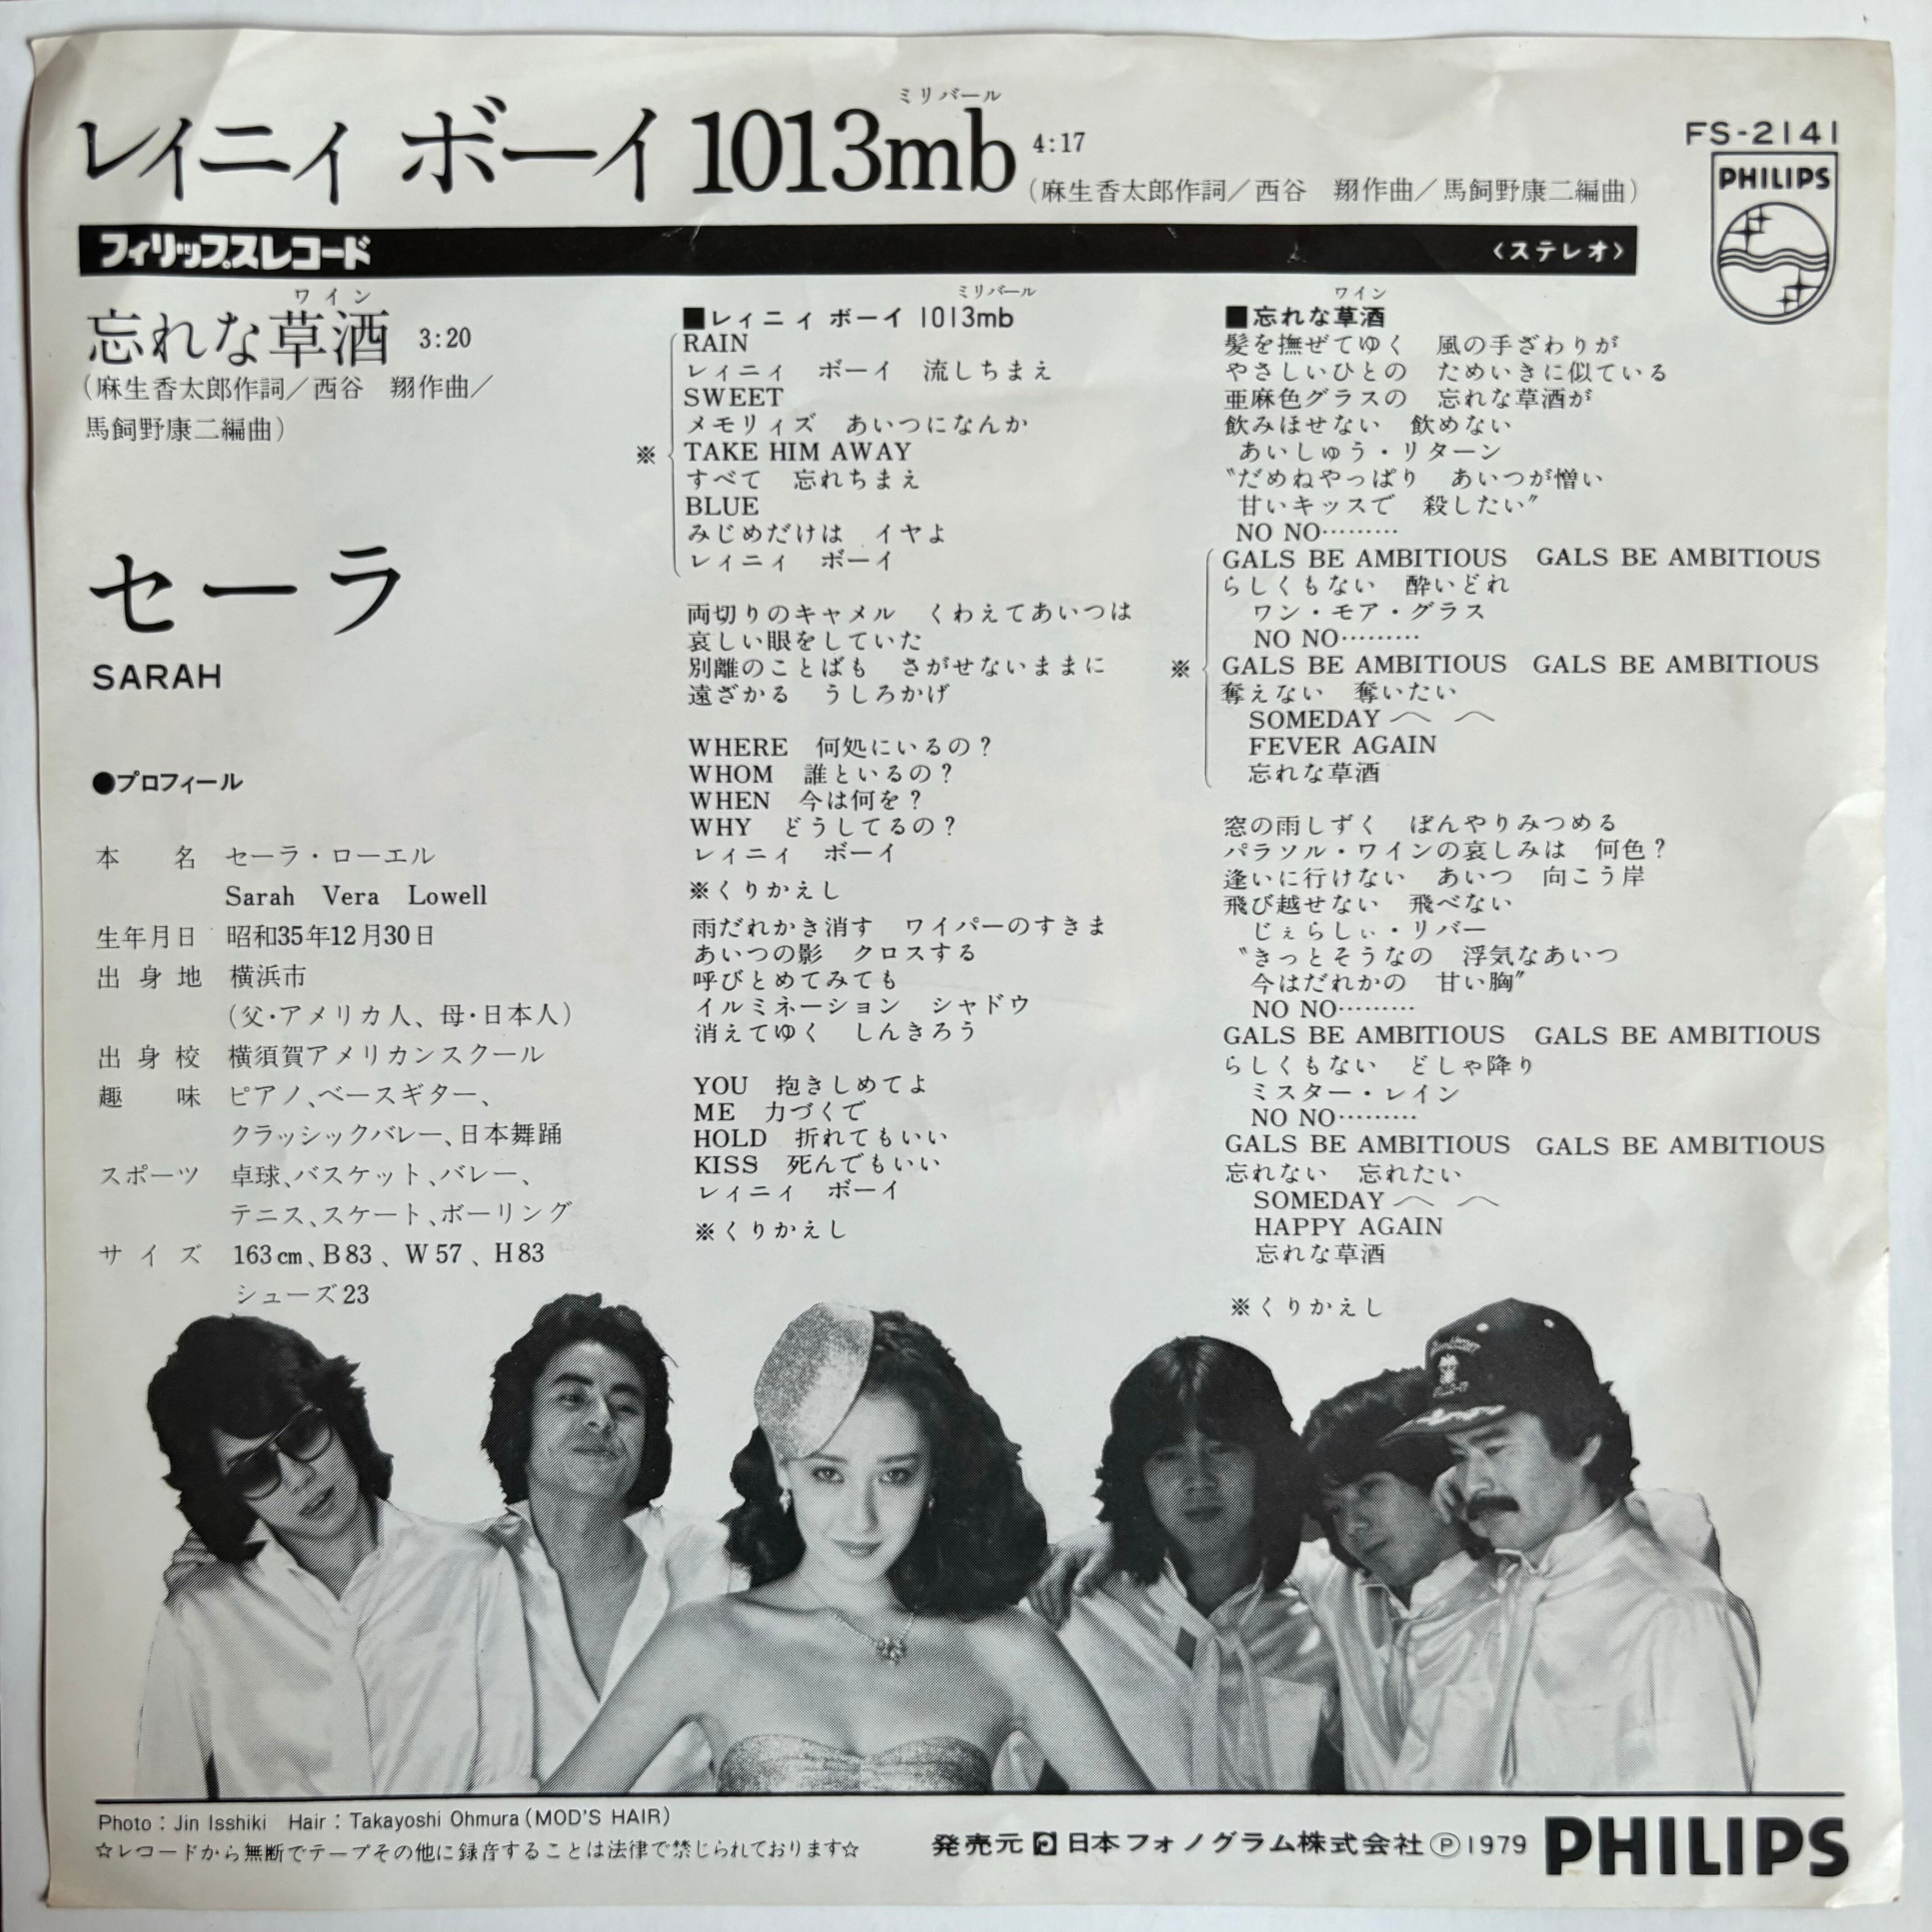 ミリバール
レィニィ ボーイ 1013mb 4:17
(麻生香太郎作詞／西谷　翔作曲／馬飼野康二編曲)
FS-2141
PHILIPS
フィリップスレコード
〈ステレオ〉
ワイン
忘れな草酒 3:20
(麻生香太郎作詞／西谷　翔作曲／
馬飼野康二編曲)
セーラ
SARAH
●プロフィール
本　名　セーラ・ローエル
Sarah Vera Lowell
生年月日　昭和35年12月30日
出身地　横浜市
(父・アメリカ人、母・日本人)
出身校　横須賀アメリカンスクール
趣　味　ピアノ、ベースギター、
クラッシックバレー、日本舞踊
スポーツ　卓球、バスケット、バレー、
テニス、スケート、ボーリング
サイズ　163cm、B83、W57、H83
シューズ23
ミリバール
■レィニィ ボーイ 1013mb
RAIN
レィニィ　ボーイ　流しちまえ
SWEET
メモリィズ　あいつになんか
※ TAKE HIM AWAY
すべて　忘れちまえ
BLUE
みじめだけは　イヤよ
レィニィ　ボーイ
両切りのキャメル　くわえてあいつは
哀しい眼をしていた
別離のことばも　さがせないままに
遠ざかる　うしろかげ
WHERE　何処にいるの？
WHOM　誰といるの？
WHEN　今は何を？
WHY　どうしてるの？
レィニィ　ボーイ
※くりかえし
雨だれかき消す　ワイパーのすきま
あいつの影　クロスする
呼びとめてみても
イルミネーション　シャドウ
消えてゆく　しんきろう
YOU　抱きしめてよ
ME　力づくで
HOLD　折れてもいい
KISS　死んでもいい
レィニィ　ボーイ
※くりかえし
ワイン
■忘れな草酒
髪を撫ぜてゆく　風の手ざわりが
やさしいひとの　ためいきに似ている
亜麻色グラスの　忘れな草酒が
飲みほせない　飲めない
あいしゅう・リターン
〝だめねやっぱり　あいつが憎い
甘いキッスで　殺したい〞
NO NO………
GALS BE AMBITIOUS　GALS BE AMBITIOUS
らしくもない　酔いどれ
ワン・モア・グラス
NO NO………
※ GALS BE AMBITIOUS　GALS BE AMBITIOUS
奪えない　奪いたい
SOMEDAY 〽 〽
FEVER AGAIN
忘れな草酒
窓の雨しずく　ぼんやりみつめる
パラソル・ワインの哀しみは　何色？
逢いに行けない　あいつ　向こう岸
飛び越せない　飛べない
じぇらしぃ・リバー
〝きっとそうなの　浮気なあいつ
今はだれかの　甘い胸〞
NO NO………
GALS BE AMBITIOUS　GALS BE AMBITIOUS
らしくもない　どしゃ降り
ミスター・レイン
NO NO………
GALS BE AMBITIOUS　GALS BE AMBITIOUS
忘れない　忘れたい
SOMEDAY 〽 〽
HAPPY AGAIN
忘れな草酒
※くりかえし
Photo：Jin Isshiki　Hair：Takayoshi Ohmura (MOD'S HAIR)
☆レコードから無断でテープその他に録音することは法律で禁じられております☆
発売元 日本フォノグラム株式会社 Ⓟ1979 PHILIPS